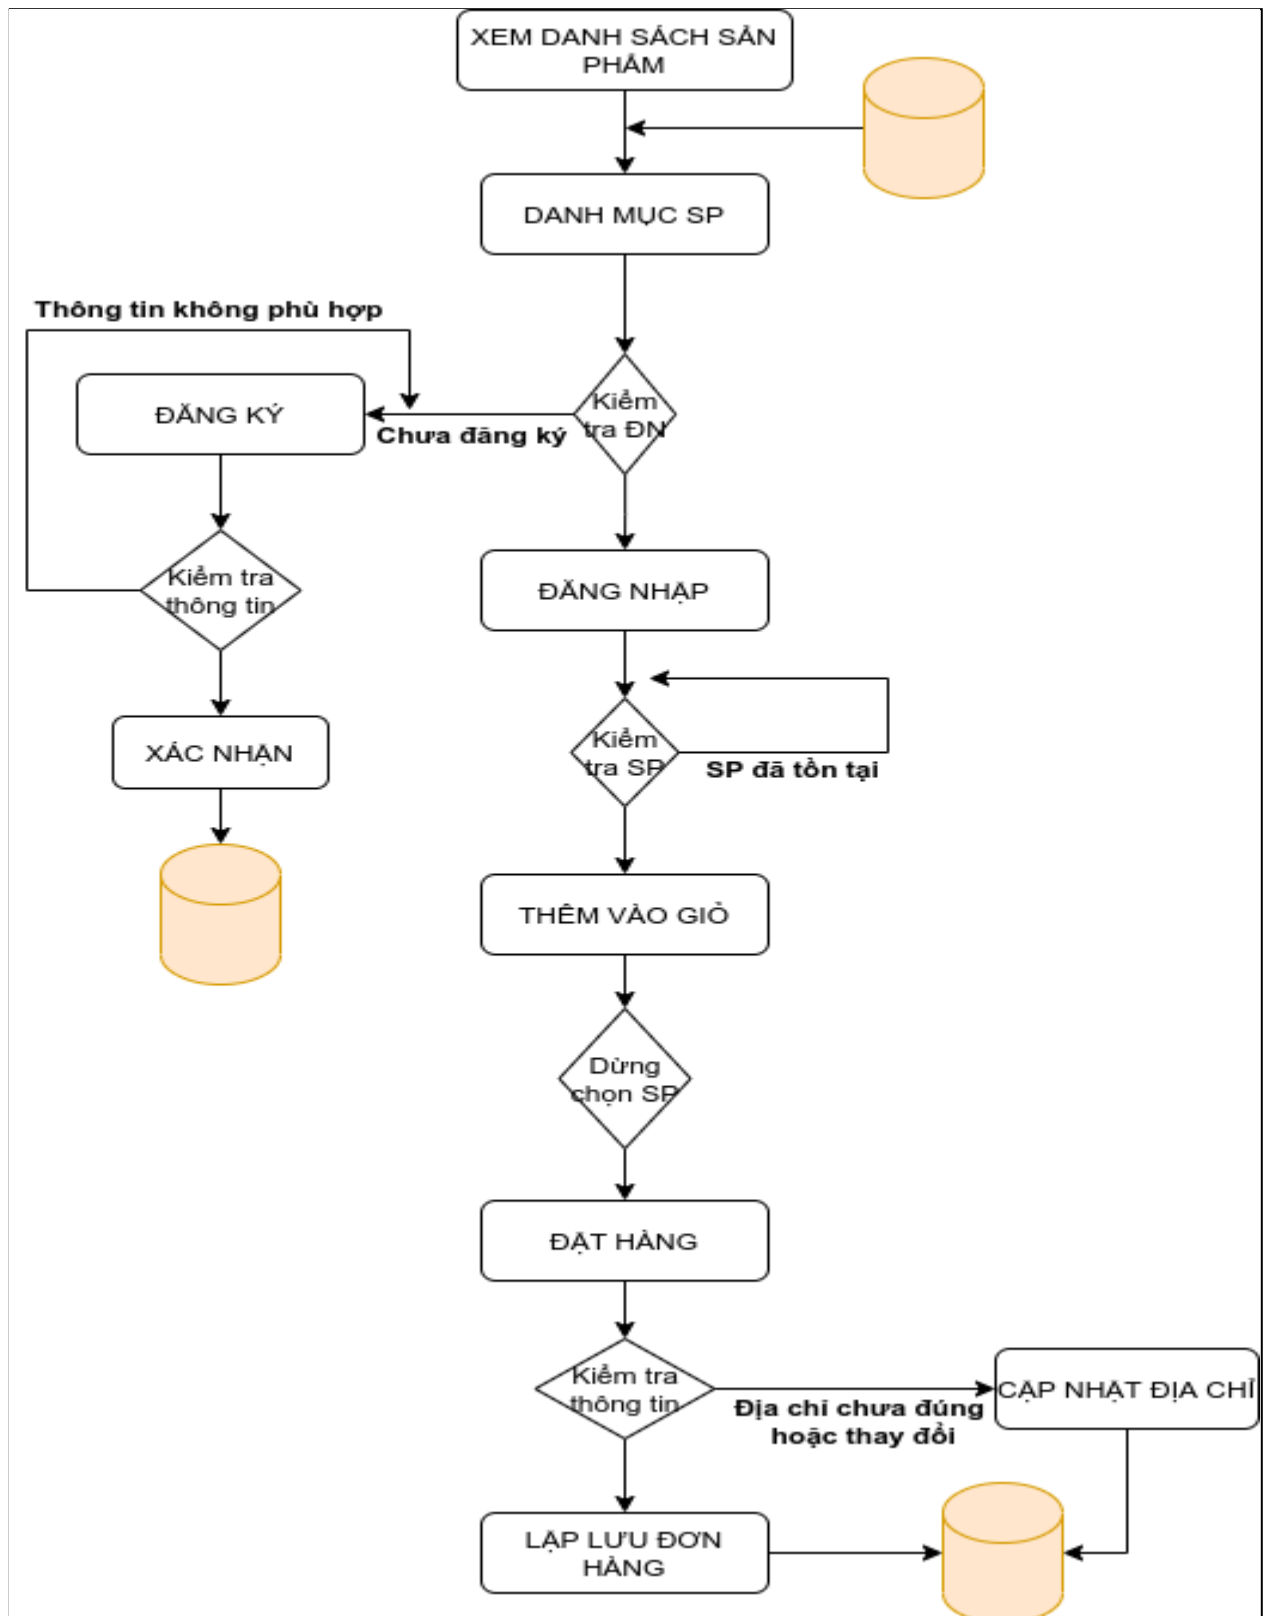 XEM DANH SÁCH SẢN
PHẨM
DANH MỤC SP
Thông tin không phù hợp
ĐĂNG KÝ
Kiểm
tra ĐN
Chưa đăng ký
Kiểm tra
thông tin
ĐĂNG NHẬP
Kiểm
tra SP
SP đã tồn tại
XÁC NHẬN
THÊM VÀO GIỎ
Dừng
chọn SP
ĐẶT HÀNG
Kiểm tra
thông tin
Địa chỉ chưa đúng
hoặc thay đổi
CẬP NHẬT ĐỊA CHỈ
LẬP LƯU ĐƠN
HÀNG